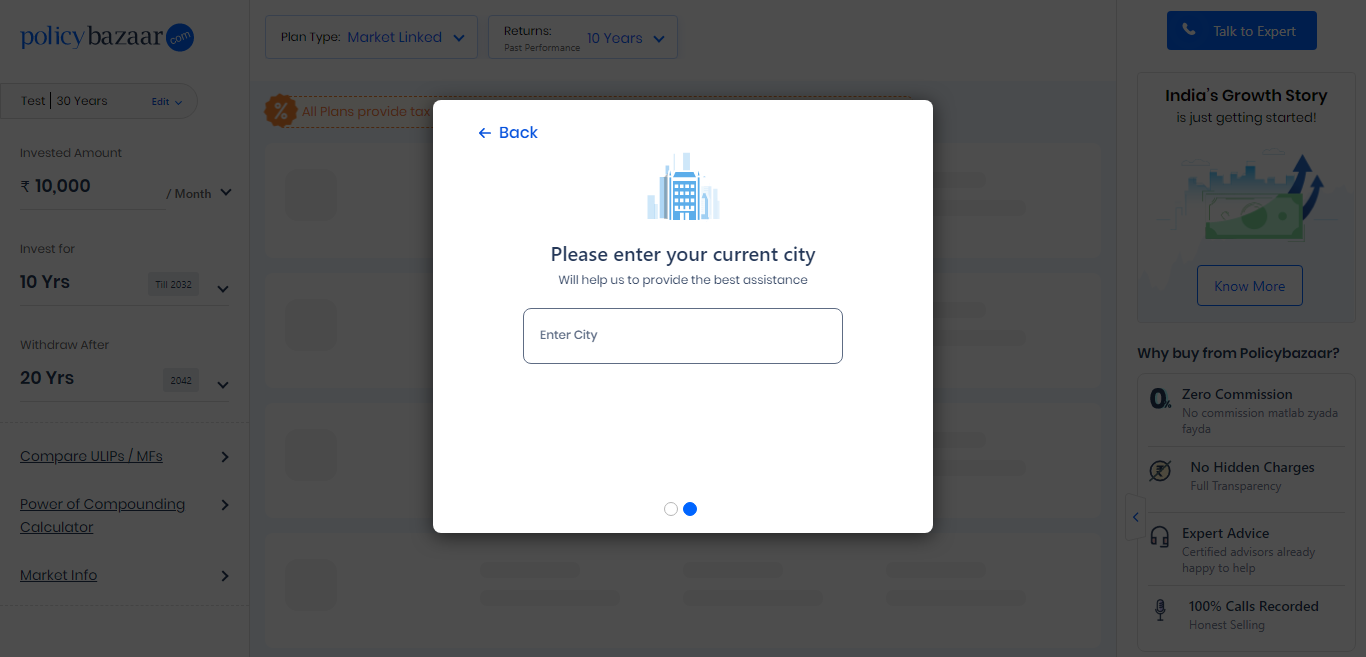 policybazaar com
Plan Type: Market Linked
Returns:
Past Performance
10 Years
Talk to Expert
Test | 30 Years
Edit
All Plans provide tax
Invested Amount
₹ 10,000
/ Month
Invest for
10 Yrs
Till 2032
Withdraw After
20 Yrs
2042
Compare ULIPs / MFs
Power of Compounding
Calculator
Market Info
Back
Please enter your current city
Will help us to provide the best assistance
Enter City
India's Growth Story
is just getting started!
Know More
Why buy from Policybazaar?
0%
Zero Commission
No commission matlab zyada
fayda
No Hidden Charges
Full Transparency
Expert Advice
Certified advisors already
happy to help
100% Calls Recorded
Honest Selling